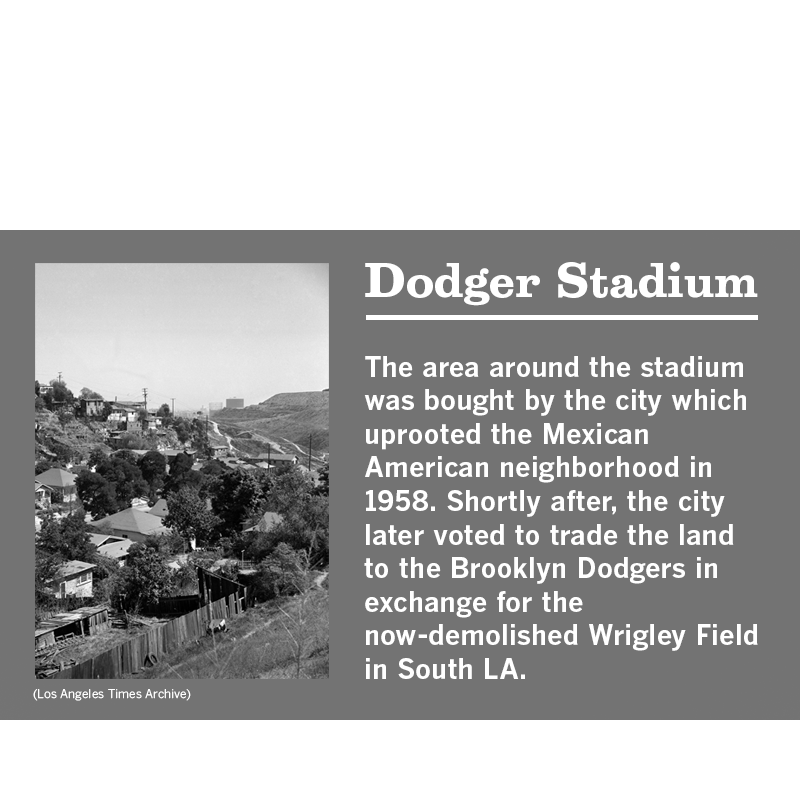 Dodger Stadium
The area around the stadium
was bought by the city which
uprooted the Mexican
American neighborhood in
1958. Shortly after, the city
later voted to trade the land
to the Brooklyn Dodgers in
exchange for the
now-demolished Wrigley Field
in South LA.
(Los Angeles Times Archive)